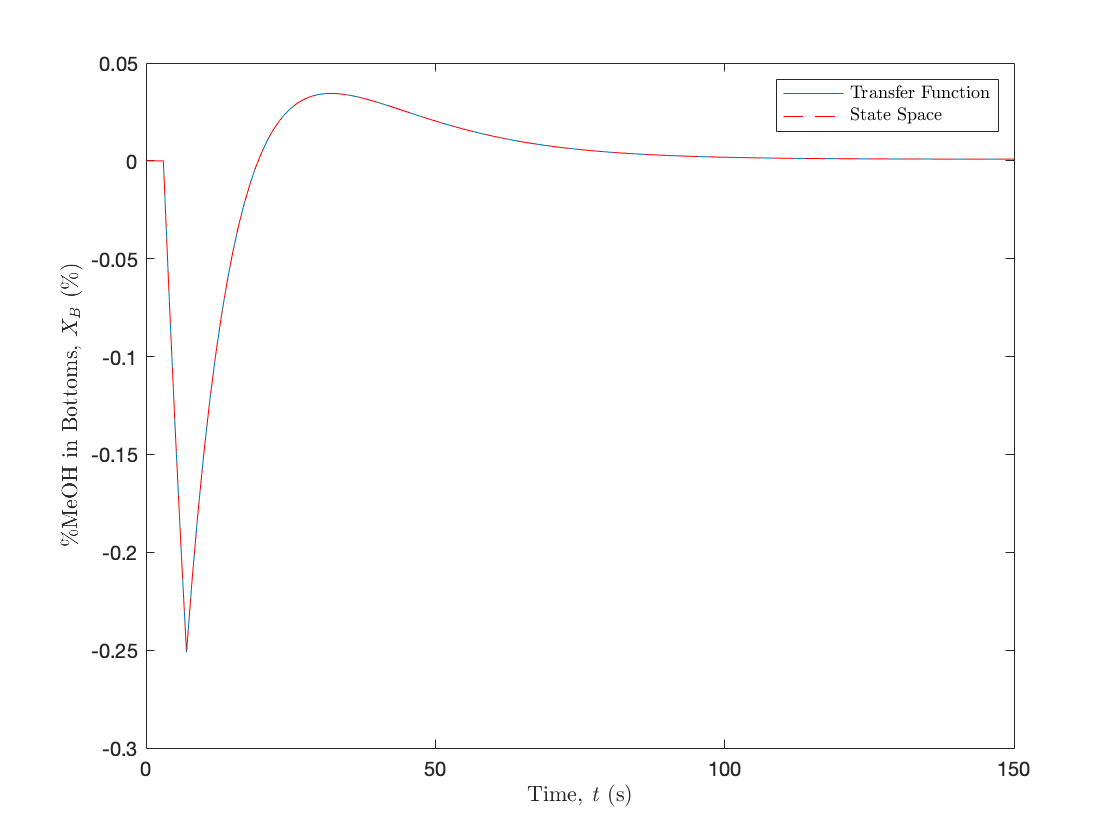 0.05
0
-0.05
-0.1
-0.15
-0.2
-0.25
-0.3
%MeOH in Bottoms, X_B (%)
Transfer Function
State Space
0 50 100 150
Time, t (s)